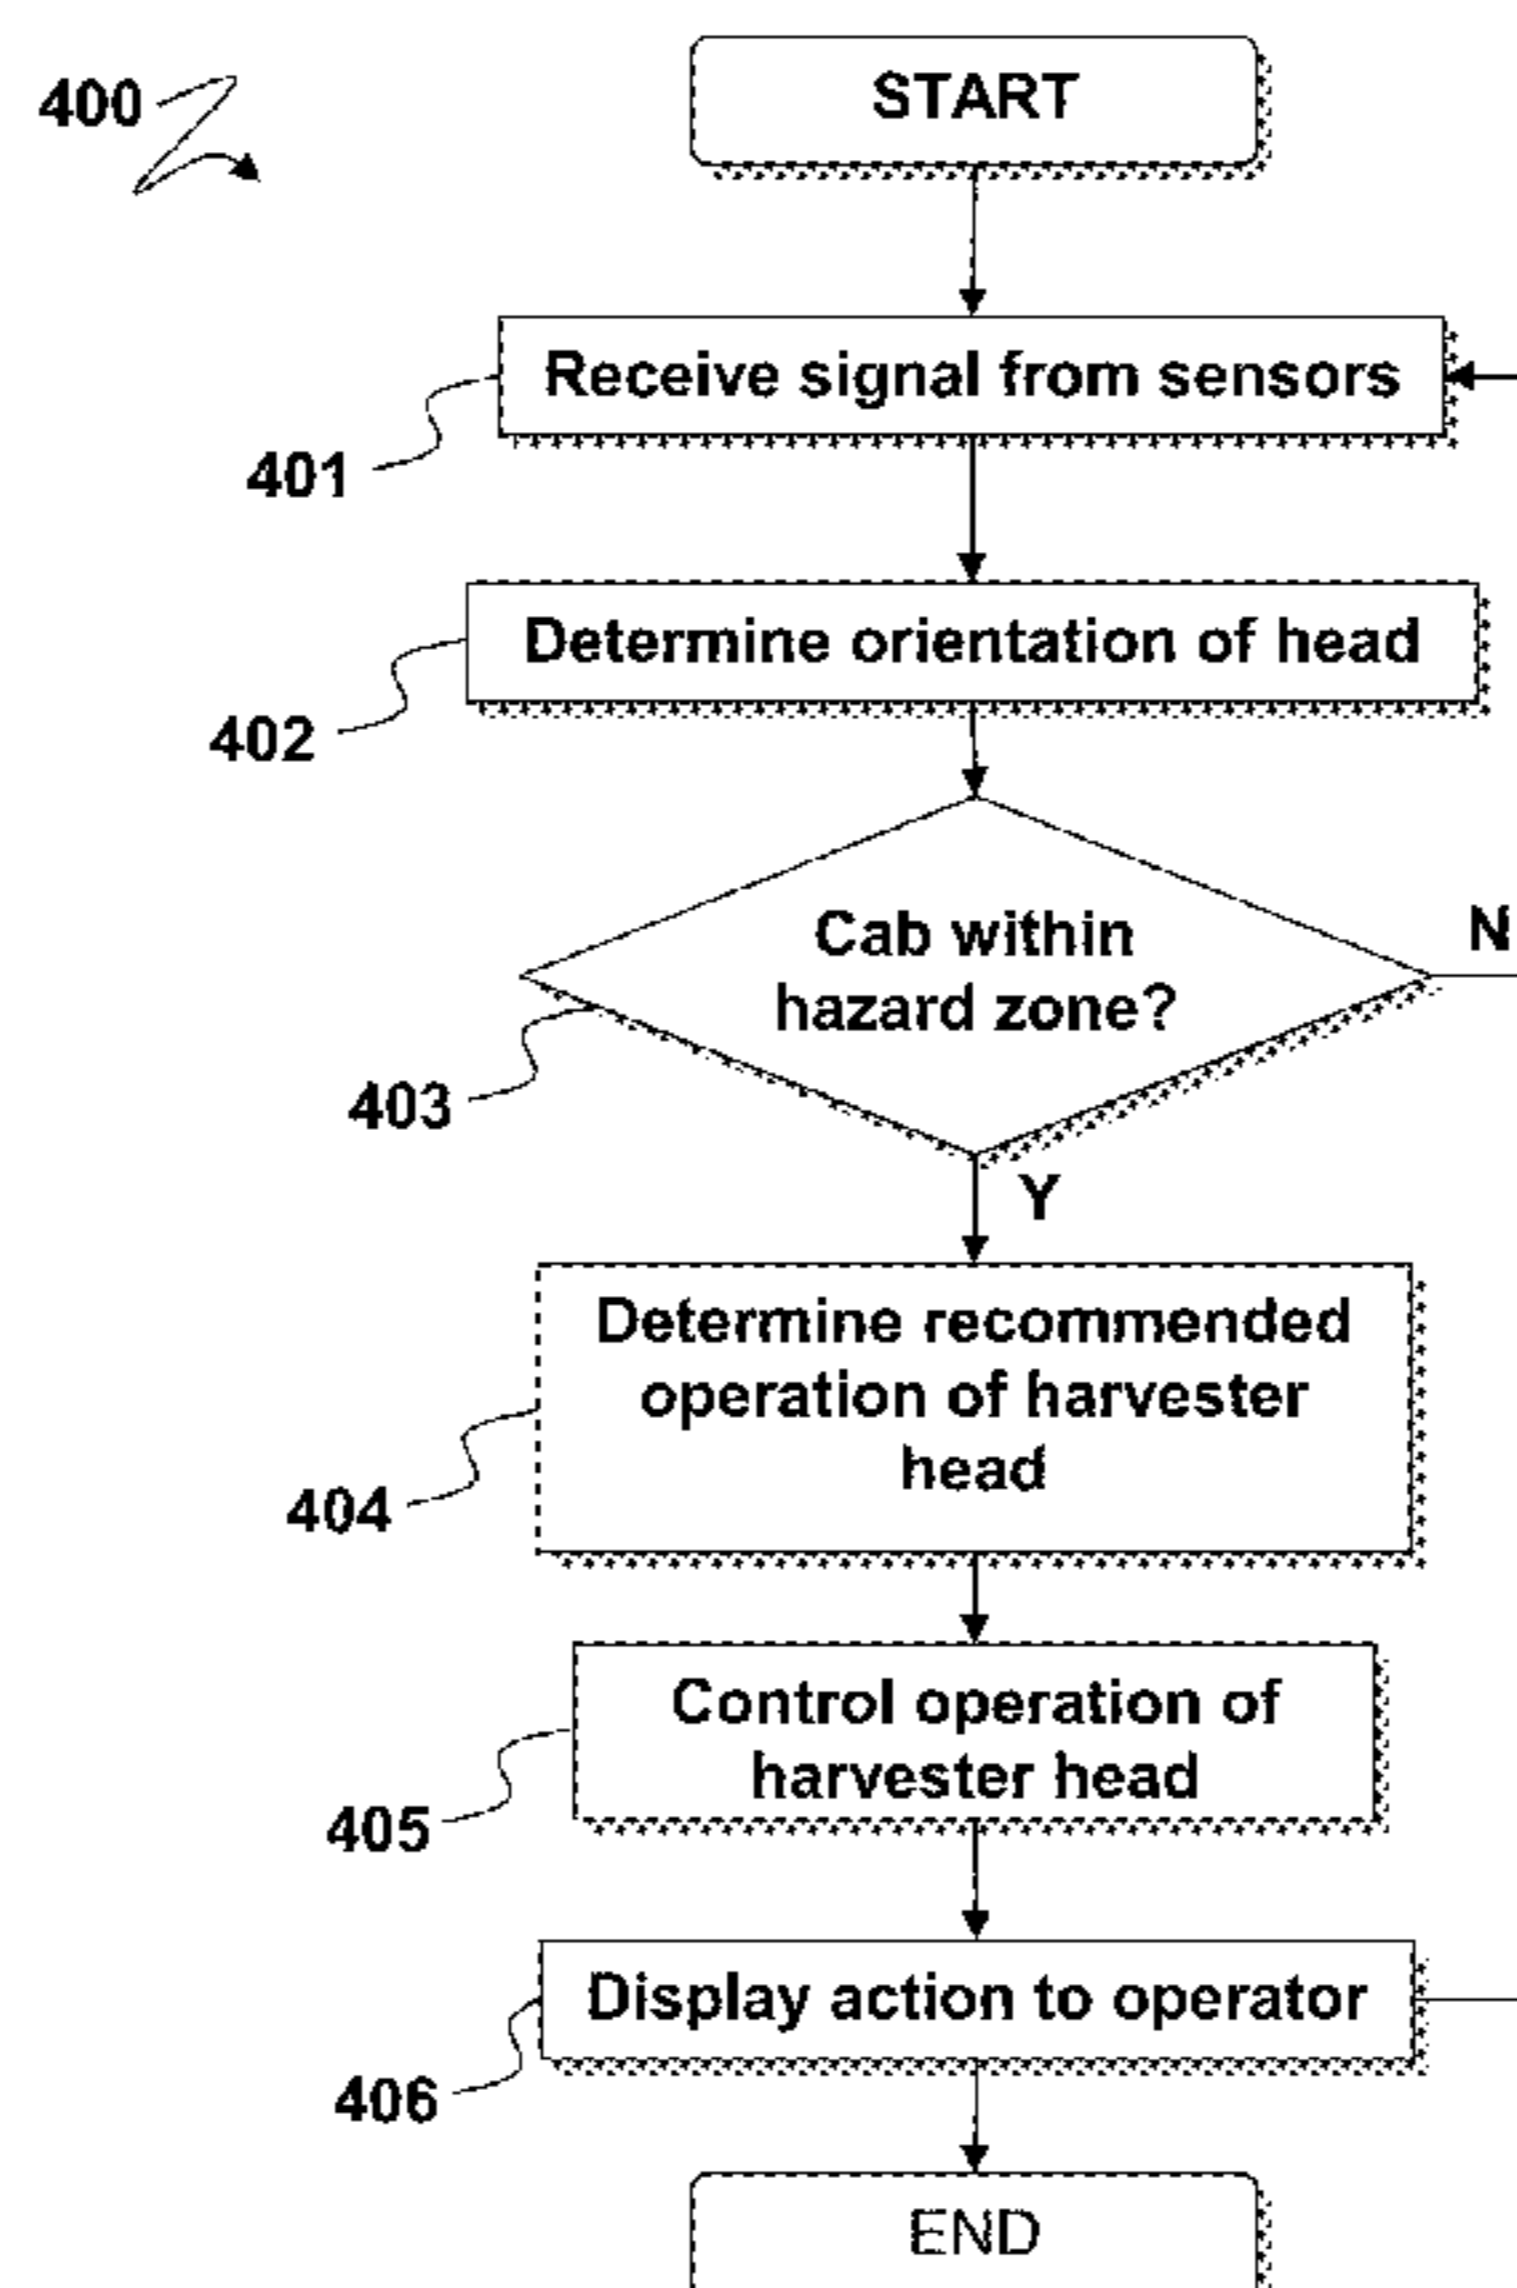 400
START
Receive signal from sensors
401
Determine orientation of head
402
Cab within
hazard zone?
N
403
Y
Determine recommended
operation of harvester
head
404
Control operation of
harvester head
405
Display action to operator
406
END